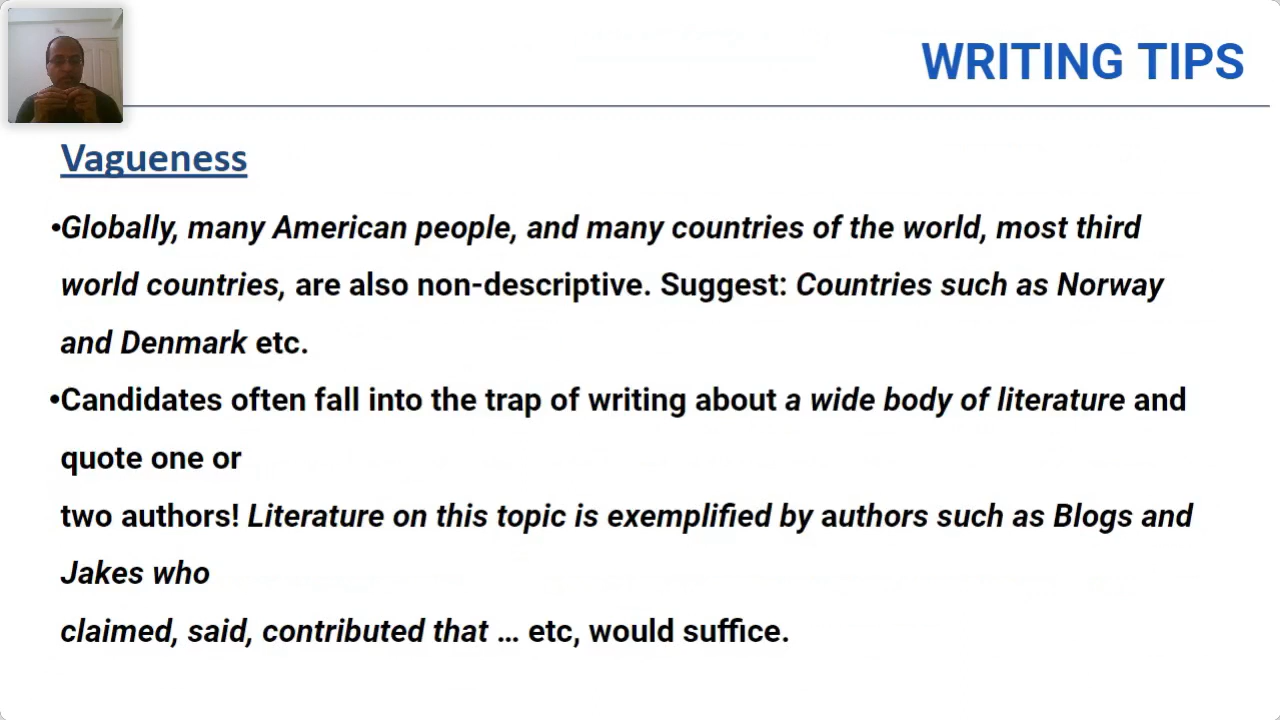 WRITING TIPS
Vagueness
•Globally, many American people, and many countries of the world, most third
world countries, are also non-descriptive. Suggest: Countries such as Norway
and Denmark etc.
•Candidates often fall into the trap of writing about a wide body of literature and
quote one or
two authors! Literature on this topic is exemplified by authors such as Blogs and
Jakes who
claimed, said, contributed that … etc, would suffice.